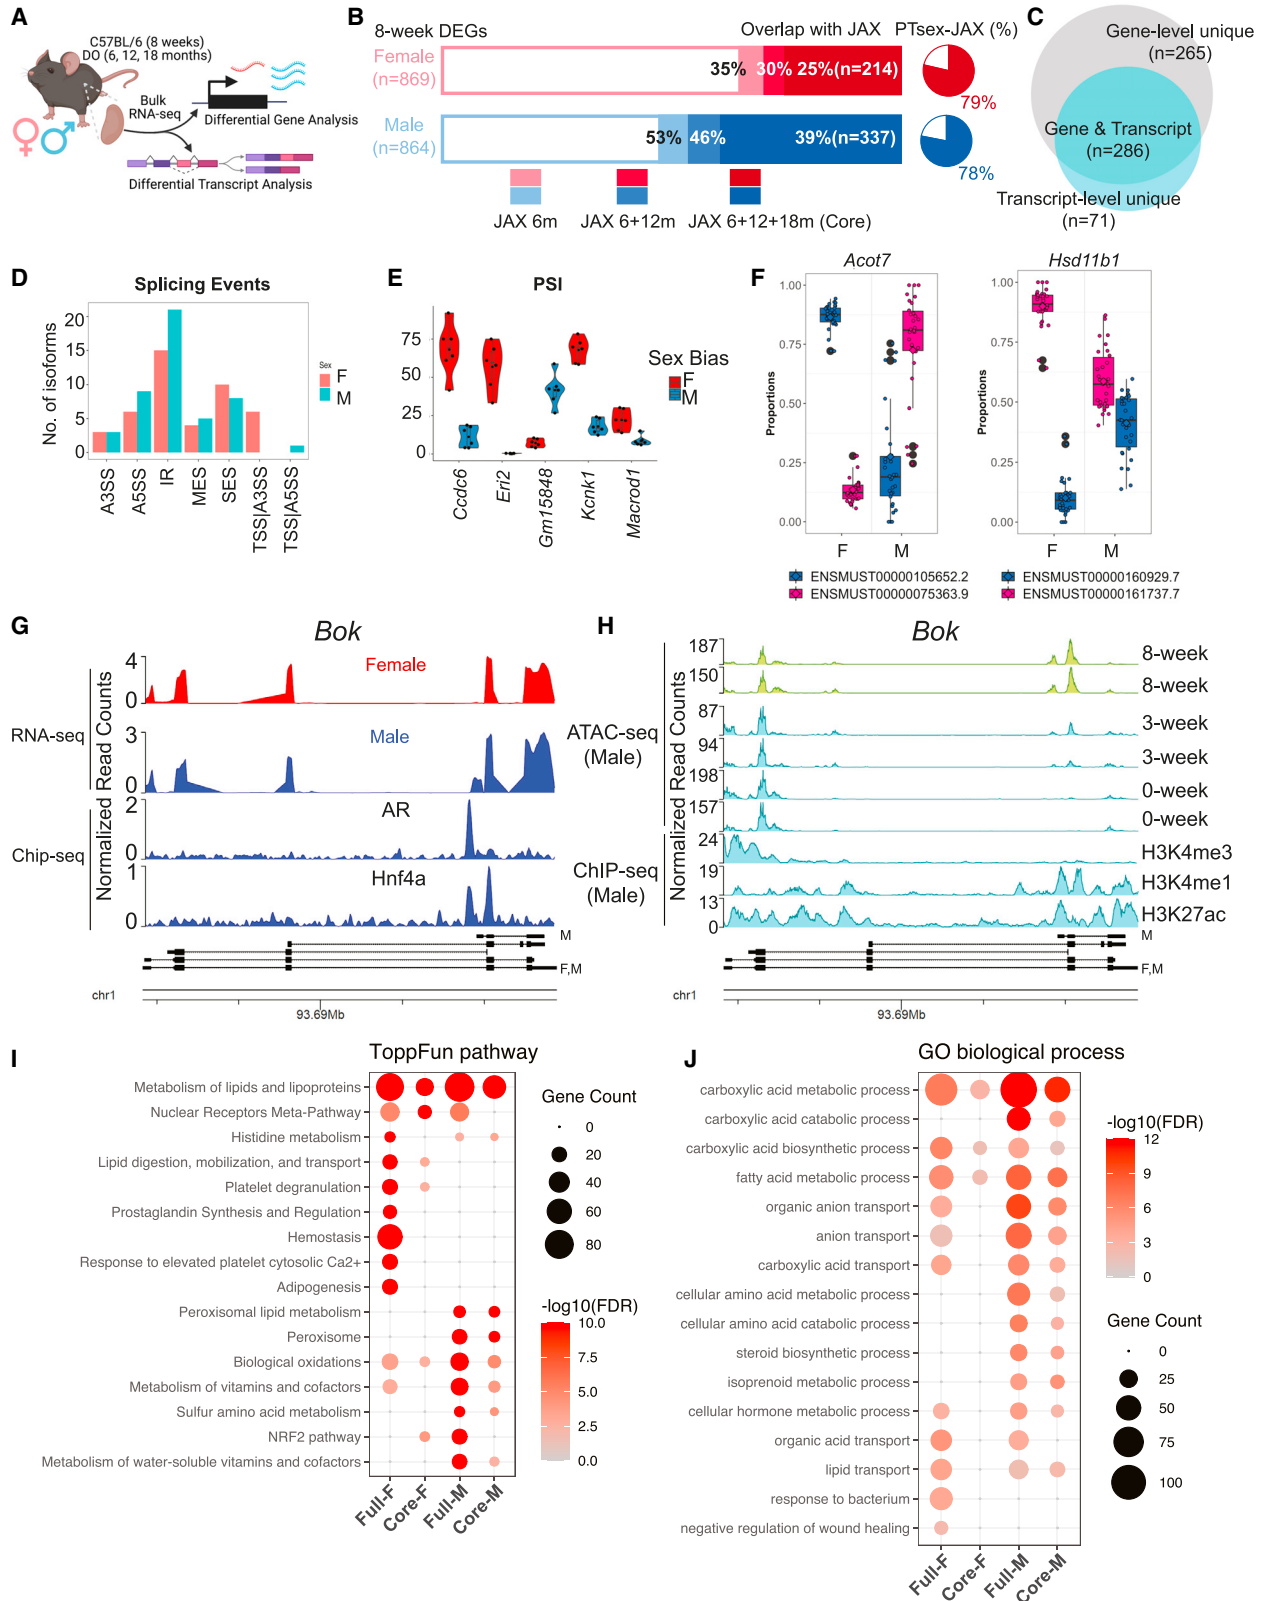 A
C57BL/6 (8 weeks)
DO (6, 12, 18 months)
Bulk
RNA-seq
Differential Gene Analysis
Differential Transcript Analysis
B
8-week DEGs
Overlap with JAX
PTsex-JAX (%)
Female
(n=869)
35%
30%
25%(n=214)
79%
Male
(n=864)
53%
46%
39%(n=337)
78%
JAX 6m
JAX 6+12m
JAX 6+12+18m (Core)
C
Gene-level unique
(n=265)
Gene & Transcript
(n=286)
Transcript-level unique
(n=71)
D
Splicing Events
No. of isoforms
20
15
10
5
0
A3SS
A5SS
IR
MES
SES
TSS|A3SS
TSS|A5SS
Sex
F
M
E
PSI
75
50
25
0
Ccdc6
Eri2
Gm15848
Kcnk1
Macrod1
Sex Bias
F
M
F
Acot7
Proportions
1.00
0.75
0.50
0.25
0.00
F
M
ENSMUST00000105652.2
ENSMUST00000075363.9
Hsd11b1
Proportions
1.00
0.75
0.50
0.25
0.00
F
M
ENSMUST00000160929.7
ENSMUST00000161737.7
G
Bok
RNA-seq
Chip-seq
Normalized Read Counts
4
0
Female
3
0
Male
2
0
AR
1
0
Hnf4a
M
F,M
chr1
93.69Mb
H
Bok
ATAC-seq
(Male)
ChIP-seq
(Male)
Normalized Read Counts
187
8-week
150
8-week
87
3-week
94
3-week
198
0-week
157
0-week
24
H3K4me3
19
H3K4me1
13
0
H3K27ac
M
F,M
chr1
93.69Mb
I
ToppFun pathway
Metabolism of lipids and lipoproteins
Nuclear Receptors Meta-Pathway
Histidine metabolism
Lipid digestion, mobilization, and transport
Platelet degranulation
Prostaglandin Synthesis and Regulation
Hemostasis
Response to elevated platelet cytosolic Ca2+
Adipogenesis
Peroxisomal lipid metabolism
Peroxisome
Biological oxidations
Metabolism of vitamins and cofactors
Sulfur amino acid metabolism
NRF2 pathway
Metabolism of water-soluble vitamins and cofactors
Full-F
Core-F
Full-M
Core-M
Gene Count
0
20
40
60
80
-log10(FDR)
10.0
7.5
5.0
2.5
0.0
J
GO biological process
carboxylic acid metabolic process
carboxylic acid catabolic process
carboxylic acid biosynthetic process
fatty acid metabolic process
organic anion transport
anion transport
carboxylic acid transport
cellular amino acid metabolic process
cellular amino acid catabolic process
steroid biosynthetic process
isoprenoid metabolic process
cellular hormone metabolic process
organic acid transport
lipid transport
response to bacterium
negative regulation of wound healing
Full-F
Core-F
Full-M
Core-M
-log10(FDR)
12
9
6
3
0
Gene Count
0
25
50
75
100